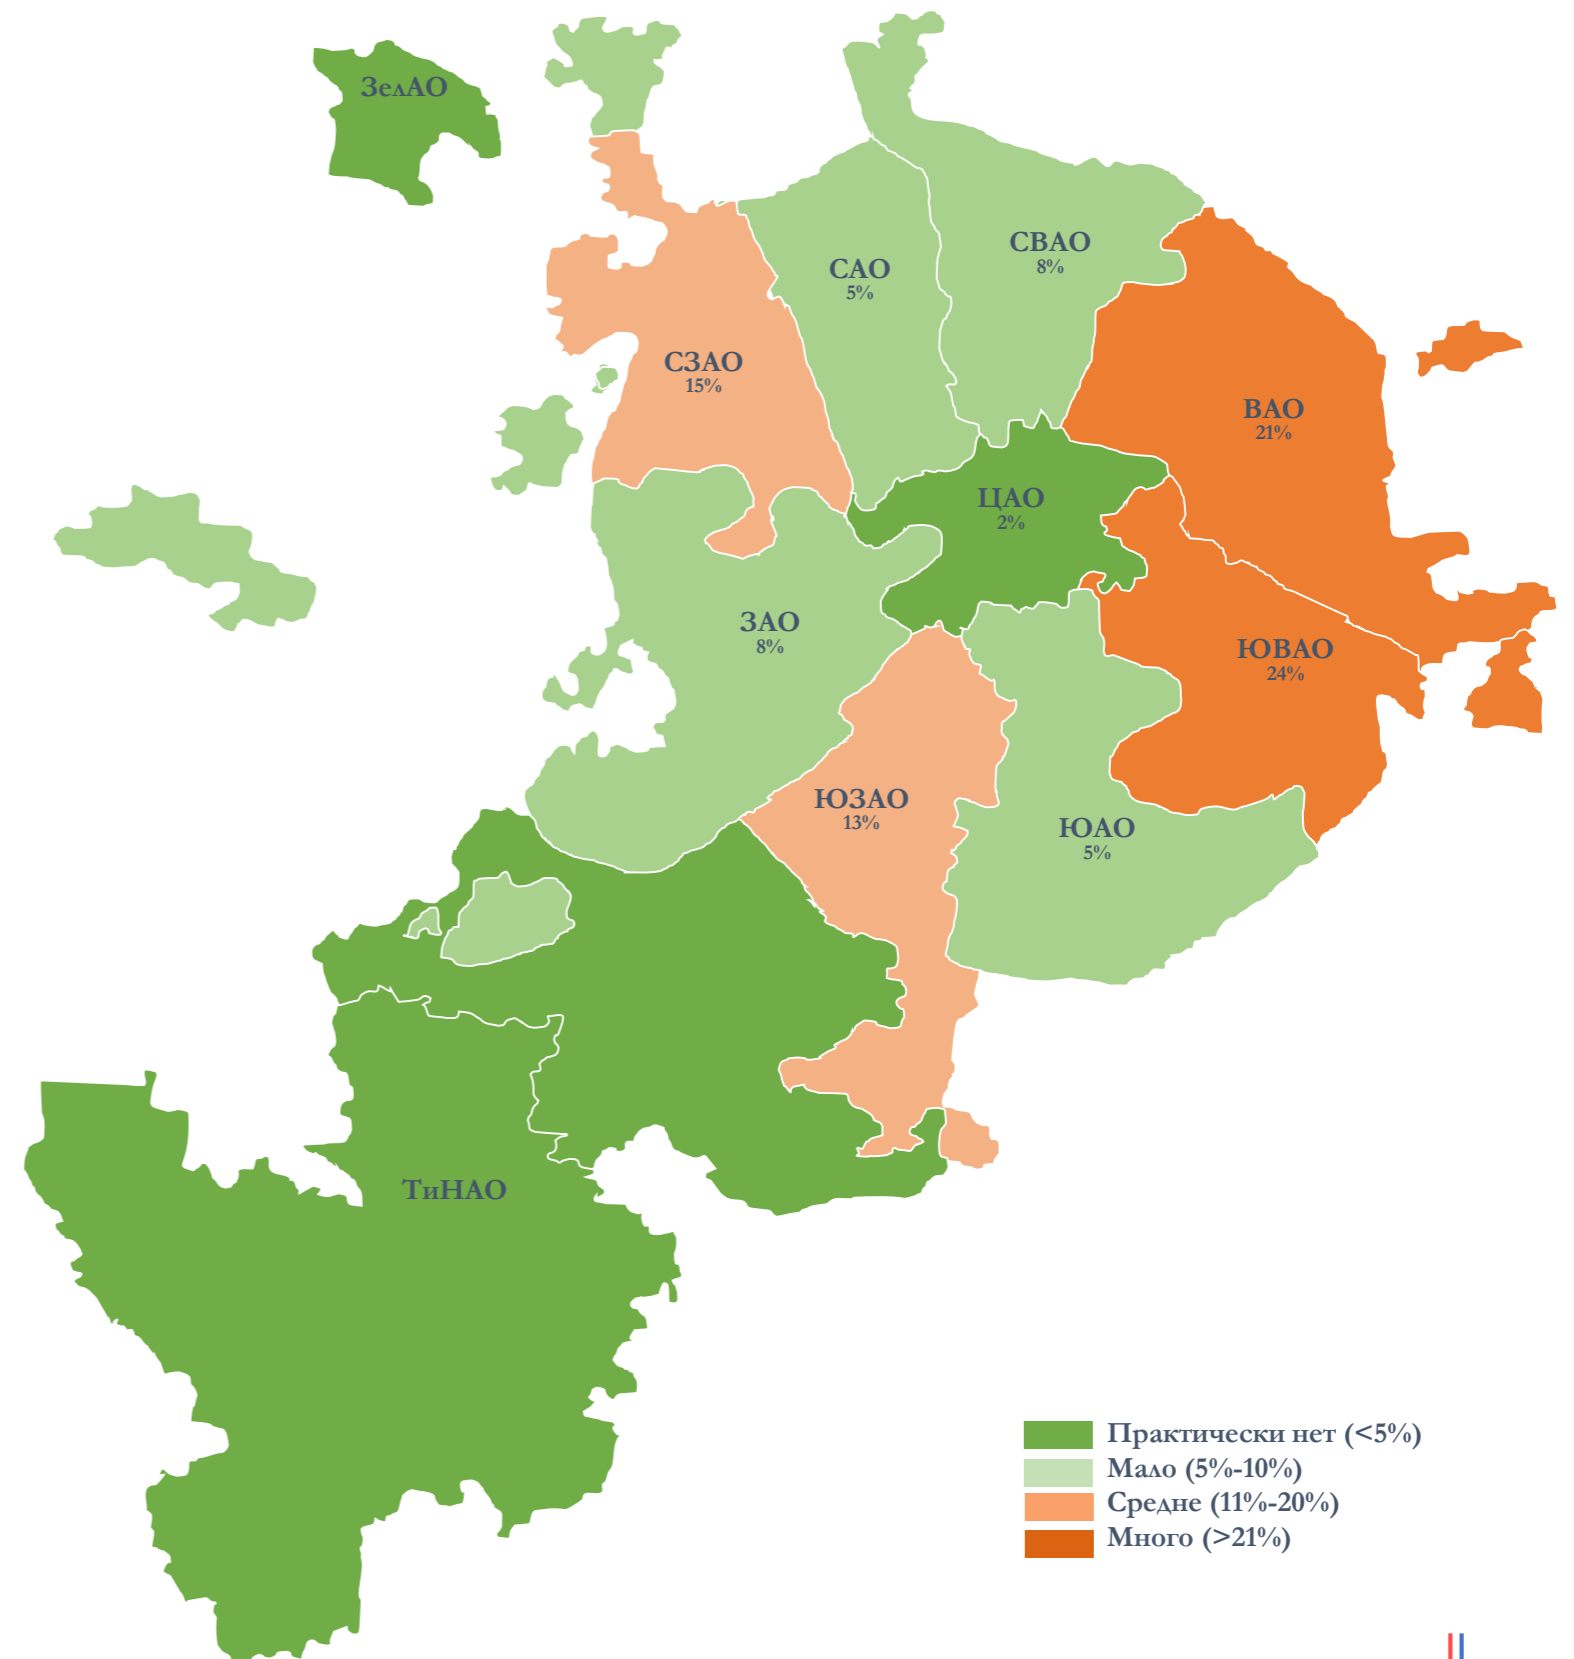 ЗелАО
СВАО
8%
САО
5%
СЗАО
15%
ВАО
21%
ЦАО
2%
ЗАО
8%
ЮВАО
24%
ЮЗАО
13%
ЮАО
5%
ТиНАО
Практически нет (<5%)
Мало (5%-10%)
Средне (11%-20%)
Много (>21%)